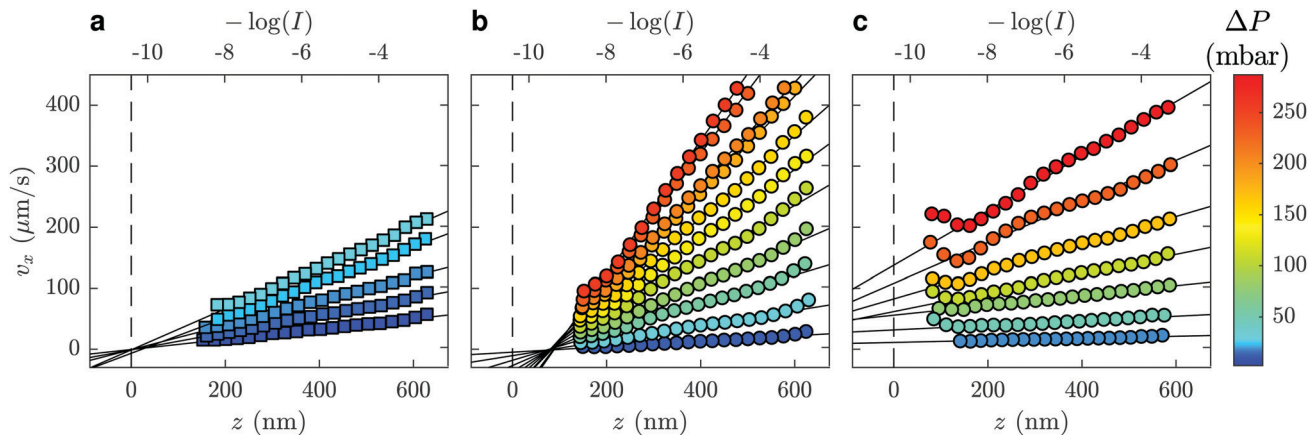 a
− log(I)
-10 -8 -6 -4
b
− log(I)
-10 -8 -6 -4
c
− log(I)
-10 -8 -6 -4
ΔP
(mbar)
v_x (μm/s)
400
300
200
100
0
0 200 400 600
z (nm)
0 200 400 600
z (nm)
0 200 400 600
z (nm)
250
200
150
100
50